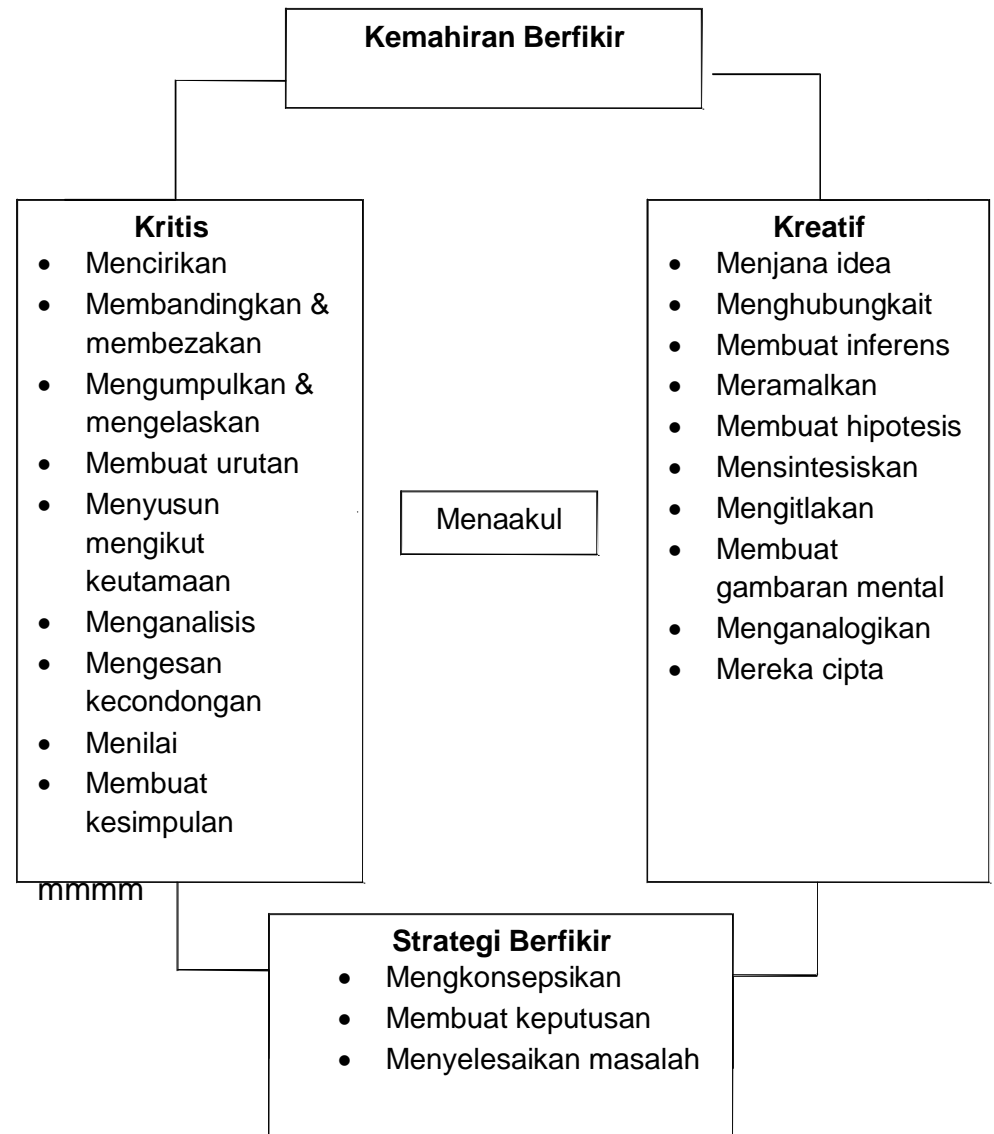 Kemahiran Berfikir
Kritis
• Mencirikan
• Membandingkan &
membezakan
• Mengumpulkan &
mengelaskan
• Membuat urutan
• Menyusun
mengikut
keutamaan
• Menganalisis
• Mengesan
kecondongan
• Menilai
• Membuat
kesimpulan
mmmm
Menaakul
Kreatif
• Menjana idea
• Menghubungkait
• Membuat inferens
• Meramalkan
• Membuat hipotesis
• Mensintesiskan
• Mengitlakan
• Membuat
gambaran mental
• Menganalogikan
• Mereka cipta
Strategi Berfikir
• Mengkonsepsikan
• Membuat keputusan
• Menyelesaikan masalah